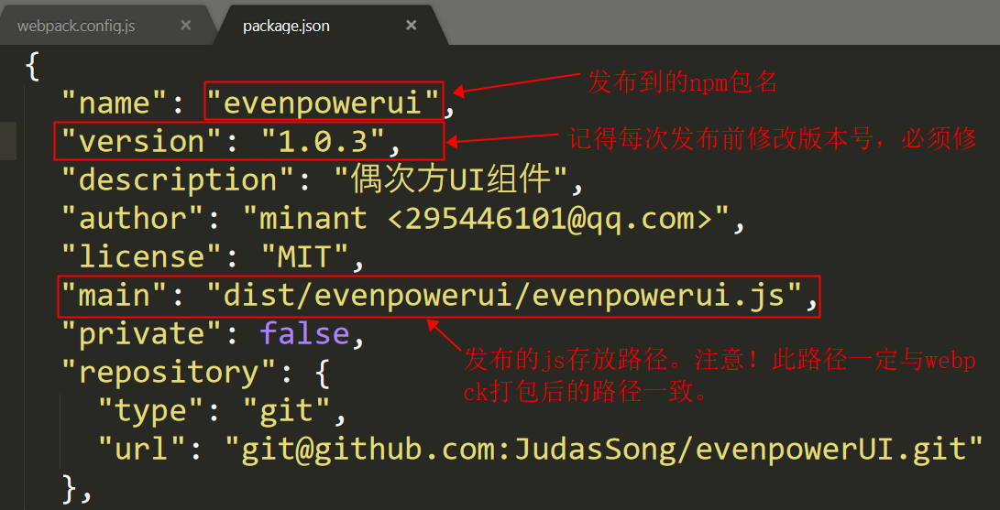 webpack.config.js × package.json ×
{
"name": "evenpowerui", 发布到的npm包名
"version": "1.0.3", 记得每次发布前修改版本号，必须修
"description": "偶次方UI组件",
"author": "minant <295446101@qq.com>",
"license": "MIT",
"main": "dist/evenpowerui/evenpowerui.js",
"private": false,
发布的js存放路径。注意！此路径一定与webp
ck打包后的路径一致。
"repository": {
"type": "git",
"url": "git@github.com:JudasSong/evenpowerUI.git"
},